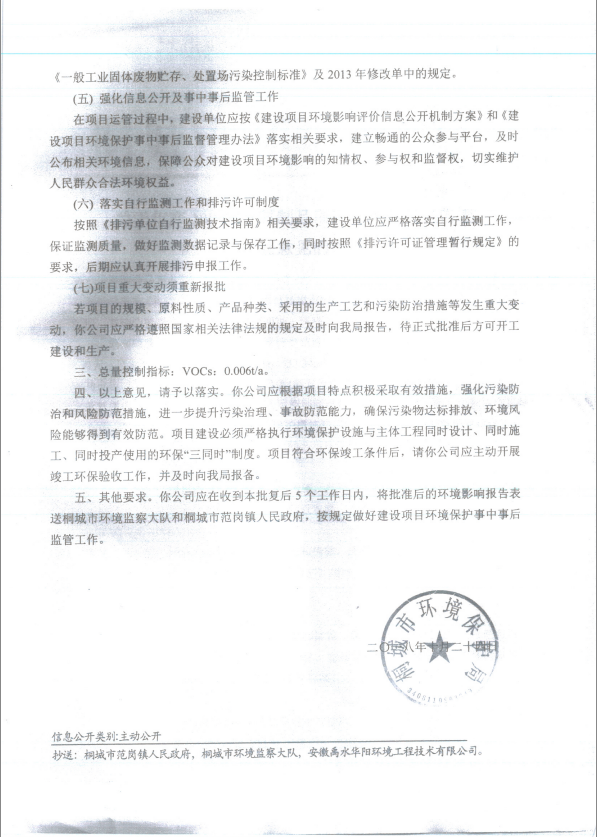 《一般工业固体废物贮存、处置场污染控制标准》及 2013 年修改单中的规定。
(五) 强化信息公开及事中事后监管工作
在项目运管过程中，建设单位应按《建设项目环境影响评价信息公开机制方案》和《建
设项目环境保护事中事后监督管理办法》落实相关要求，建立畅通的公众参与平台，及时
公布相关环境信息，保障公众对建设项目环境影响的知情权、参与权和监督权，切实维护
人民群众合法环境权益。
(六) 落实自行监测工作和排污许可制度
按照《排污单位自行监测技术指南》相关要求，建设单位应严格落实自行监测工作，
保证监测质量，做好监测数据记录与保存工作，同时按照《排污许可证管理暂行规定》的
要求，后期应认真开展排污申报工作。
(七)项目重大变动须重新报批
若项目的规模、原料性质、产品种类、采用的生产工艺和污染防治措施等发生重大变
动，你公司应严格遵照国家相关法律法规的规定及时向我局报告，待正式批准后方可开工
建设和生产。
三、总量控制指标：VOCs：0.006t/a。
四、以上意见，请予以落实。你公司应根据项目特点积极采取有效措施，强化污染防
治和风险防范措施，进一步提升污染治理、事故防范能力，确保污染物达标排放、环境风
险能够得到有效防范。项目建设必须严格执行环境保护设施与主体工程同时设计、同时施
工、同时投产使用的环保“三同时”制度。项目符合环保竣工条件后，请你公司应主动开展
竣工环保验收工作，并及时向我局报备。
五、其他要求。你公司应在收到本批复后 5 个工作日内，将批准后的环境影响报告表
送桐城市环境监察大队和桐城市范岗镇人民政府，按规定做好建设项目环境保护事中事后
监管工作。
桐城市环境保护局
二〇一八年十月二十四日
信息公开类别:主动公开
抄送：桐城市范岗镇人民政府，桐城市环境监察大队，安徽禹水华阳环境工程技术有限公司。